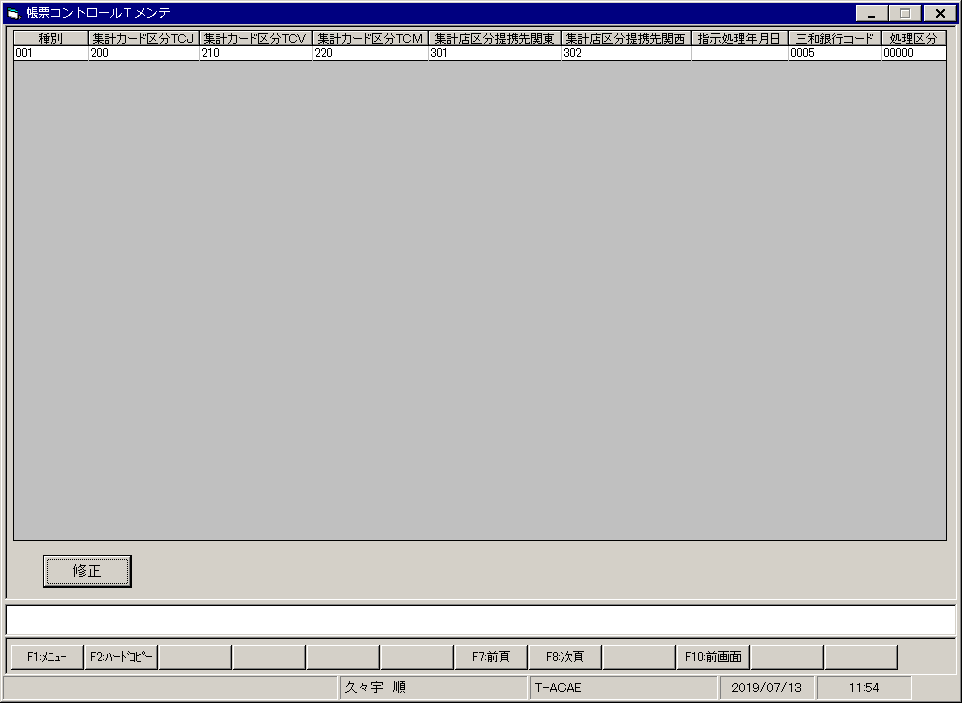 帳票コントロールT メンテ
種別 集計カード区分TCJ 集計カード区分TCV 集計カード区分TCM 集計店区分提携先関東 集計店区分提携先関西 指示処理年月日 三和銀行コード 処理区分
001 200 210 220 301 302 0005 00000
修正
F1:メニュー F2:ハードコピー F7:前頁 F8:次頁 F10:前画面
久々宇 順 T-ACAE 2019/07/13 11:54